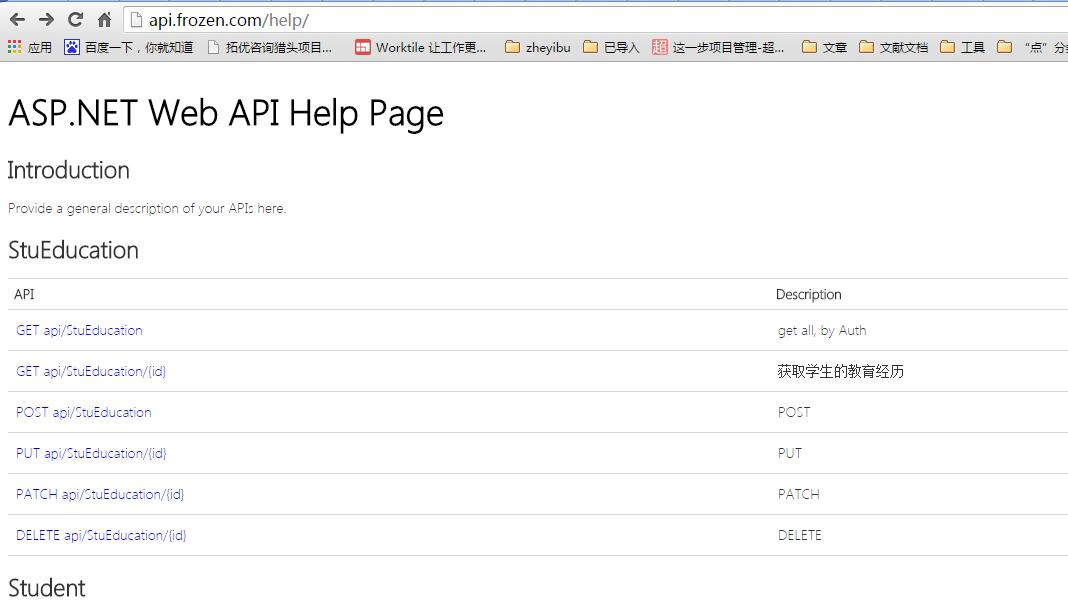 api.frozen.com/help/
应用 百度一下，你就知道 拓优咨询猎头项目... Worktile 让工作更... zheyibu 已导入 超 这一步项目管理-超... 文章 文献文档 工具 “点”
ASP.NET Web API Help Page
Introduction
Provide a general description of your APIs here.
StuEducation
API Description
GET api/StuEducation get all, by Auth
GET api/StuEducation/{id} 获取学生的教育经历
POST api/StuEducation POST
PUT api/StuEducation/{id} PUT
PATCH api/StuEducation/{id} PATCH
DELETE api/StuEducation/{id} DELETE
Student